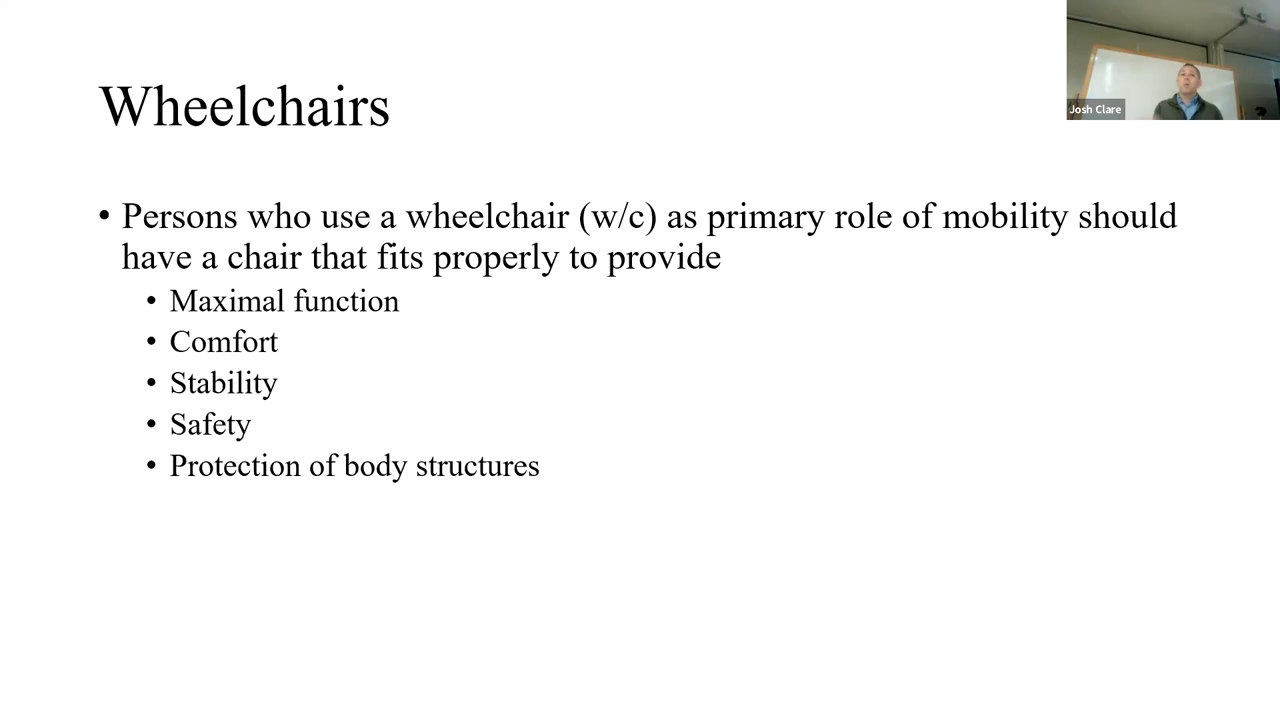 Wheelchairs
Josh Clare
• Persons who use a wheelchair (w/c) as primary role of mobility should
have a chair that fits properly to provide
• Maximal function
• Comfort
• Stability
• Safety
• Protection of body structures